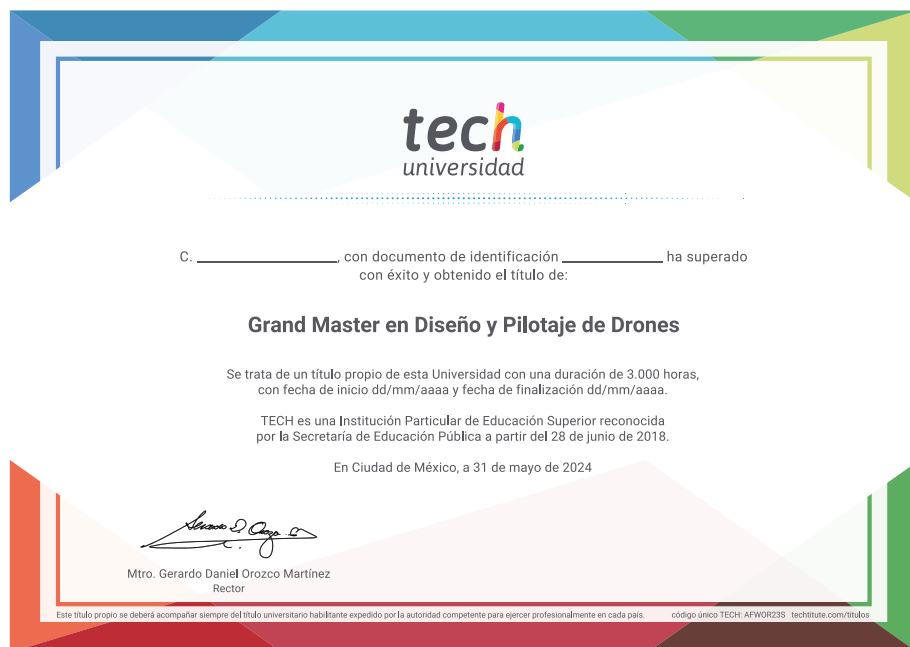 tech
universidad
C. ____________, con documento de identificación ____________ ha superado
con éxito y obtenido el título de:
Grand Master en Diseño y Pilotaje de Drones
Se trata de un título propio de esta Universidad con una duración de 3.000 horas,
con fecha de inicio dd/mm/aaaa y fecha de finalización dd/mm/aaaa.
TECH es una Institución Particular de Educación Superior reconocida
por la Secretaría de Educación Pública a partir del 28 de junio de 2018.
En Ciudad de México, a 31 de mayo de 2024
Mtro. Gerardo Daniel Orozco Martínez
Rector
Este título propio se deberá acompañar siempre del título universitario habilitante expedido por la autoridad competente para ejercer profesionalmente en cada país. código único TECH: AFWOR23S techtitute.com/titulos